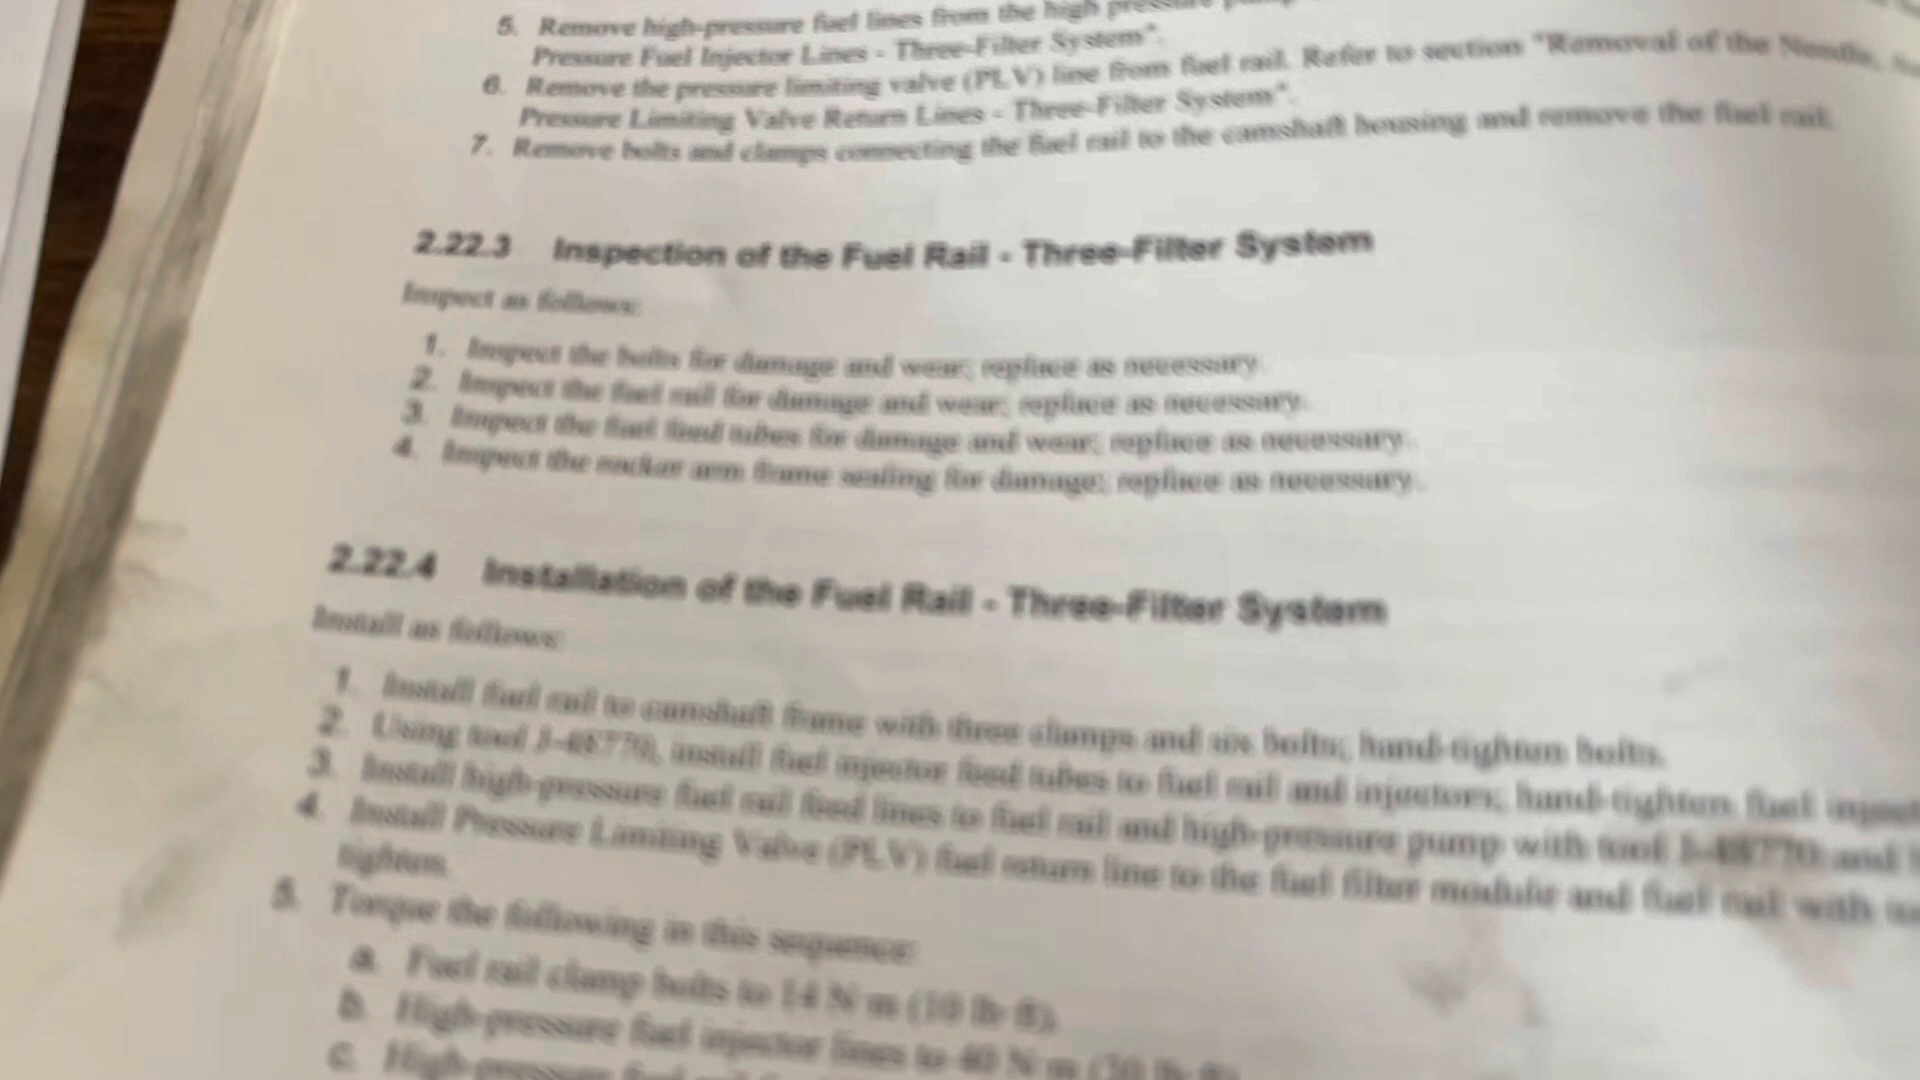 5. Remove high-pressure fuel lines from the high pressure
Pressure Fuel Injector Lines - Three-Filter System".
6. Remove the pressure limiting valve (PLV) line from fuel rail. Refer to section "Removal of the Needle,
Pressure Limiting Valve Return Lines - Three-Filter System".
7. Remove bolts and clamps connecting the fuel rail to the camshaft housing and remove the fuel rail.
2.22.3 Inspection of the Fuel Rail - Three-Filter System
Inspect as follows:
1. Inspect the bolts for damage and wear; replace as necessary.
2. Inspect the fuel rail for damage and wear; replace as necessary.
3. Inspect the fuel feed tubes for damage and wear; replace as necessary.
4. Inspect the rocker arm frame sealing for damage; replace as necessary.
2.22.4 Installation of the Fuel Rail - Three-Filter System
Install as follows:
1. Install fuel rail to camshaft frame with three clamps and six bolts; hand-tighten bolts.
2. Using tool J-48770, install fuel injector feed tubes to fuel rail and injectors; hand-tighten fuel
3. Install high-pressure fuel rail feed lines to fuel rail and high-pressure pump with tool J-48770 and
4. Install Pressure Limiting Valve (PLV) fuel return line to the fuel filter module and fuel rail with
tighten.
5. Torque the following in this sequence:
a. Fuel rail clamp bolts to 14 N·m (10 lb·ft).
b. High-pressure fuel injector lines to 40 N·m (30 lb·ft)
c. High-pressure fuel